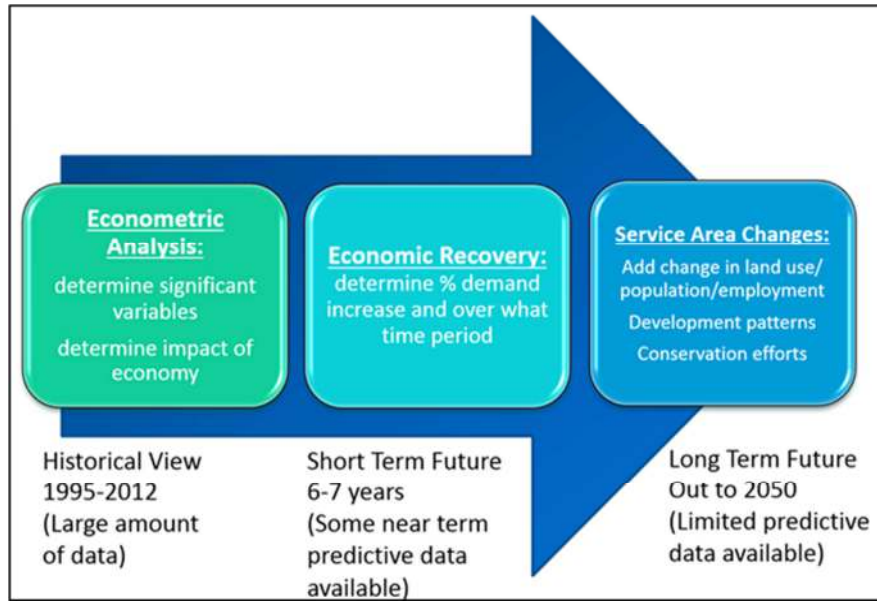 Econometric
Analysis:
determine significant
variables
determine impact of
economy
Economic Recovery:
determine % demand
increase and over what
time period
Service Area Changes:
Add change in land use/
population/employment
Development patterns
Conservation efforts
Historical View
1995-2012
(Large amount
of data)
Short Term Future
6-7 years
(Some near term
predictive data
available)
Long Term Future
Out to 2050
(Limited predictive
data available)